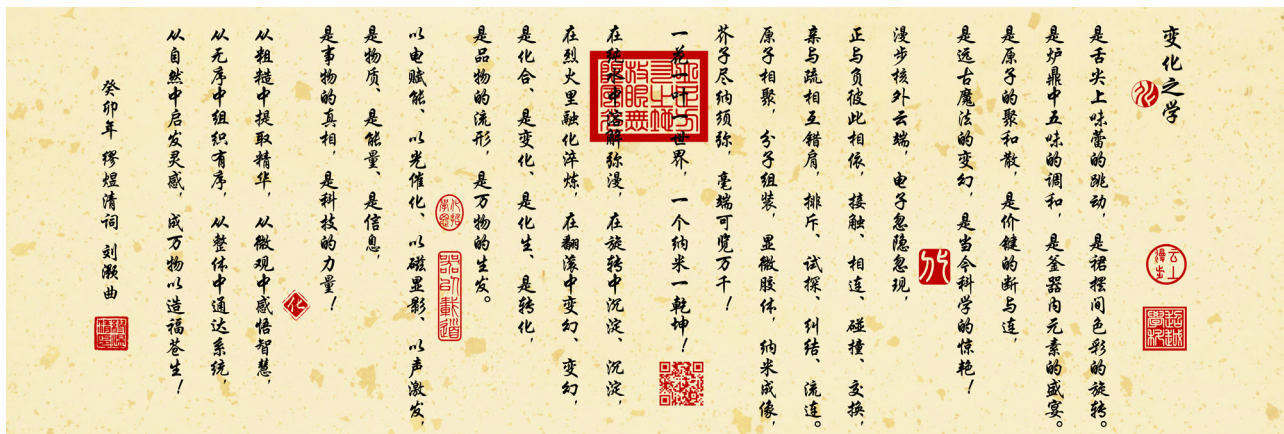 变化之学
是舌尖上味蕾的跳动，是裙摆间色彩的旋转。
是炉鼎中五味的调和，是釜器内元素的盛宴。
是原子的聚和散，是价键的断与连，
是远古魔法的变幻，是当今科学的惊艳！
漫步核外云端，电子忽隐忽现，
正与负彼此相依，接触、相连、碰撞、交换，
亲与疏相互错肩，排斥、试探、纠结、流连。
原子相聚，分子组装，显微胶体，纳米成像，
芥子尽纳须弥，毫端可览万千！
一花一叶一世界，一个纳米一乾坤！
在纯水中溶解弥漫，在旋转中沉淀、沉淀，
在烈火里融化淬炼，在翻滚中变幻、变幻，
是化合、是变化、是化生、是转化，
是品物的流形，是万物的生发。
以电赋能、以光催化、以磁显影、以声激发，
是物质、是能量、是信息，
是事物的真相，是科技的力量！
从粗糙中提取精华，从微观中感悟智慧，
从无序中组织有序，从整体中通达系统，
从自然中启发灵感，成万物以造福苍生！
癸卯年 缪煜清词 刘灏曲